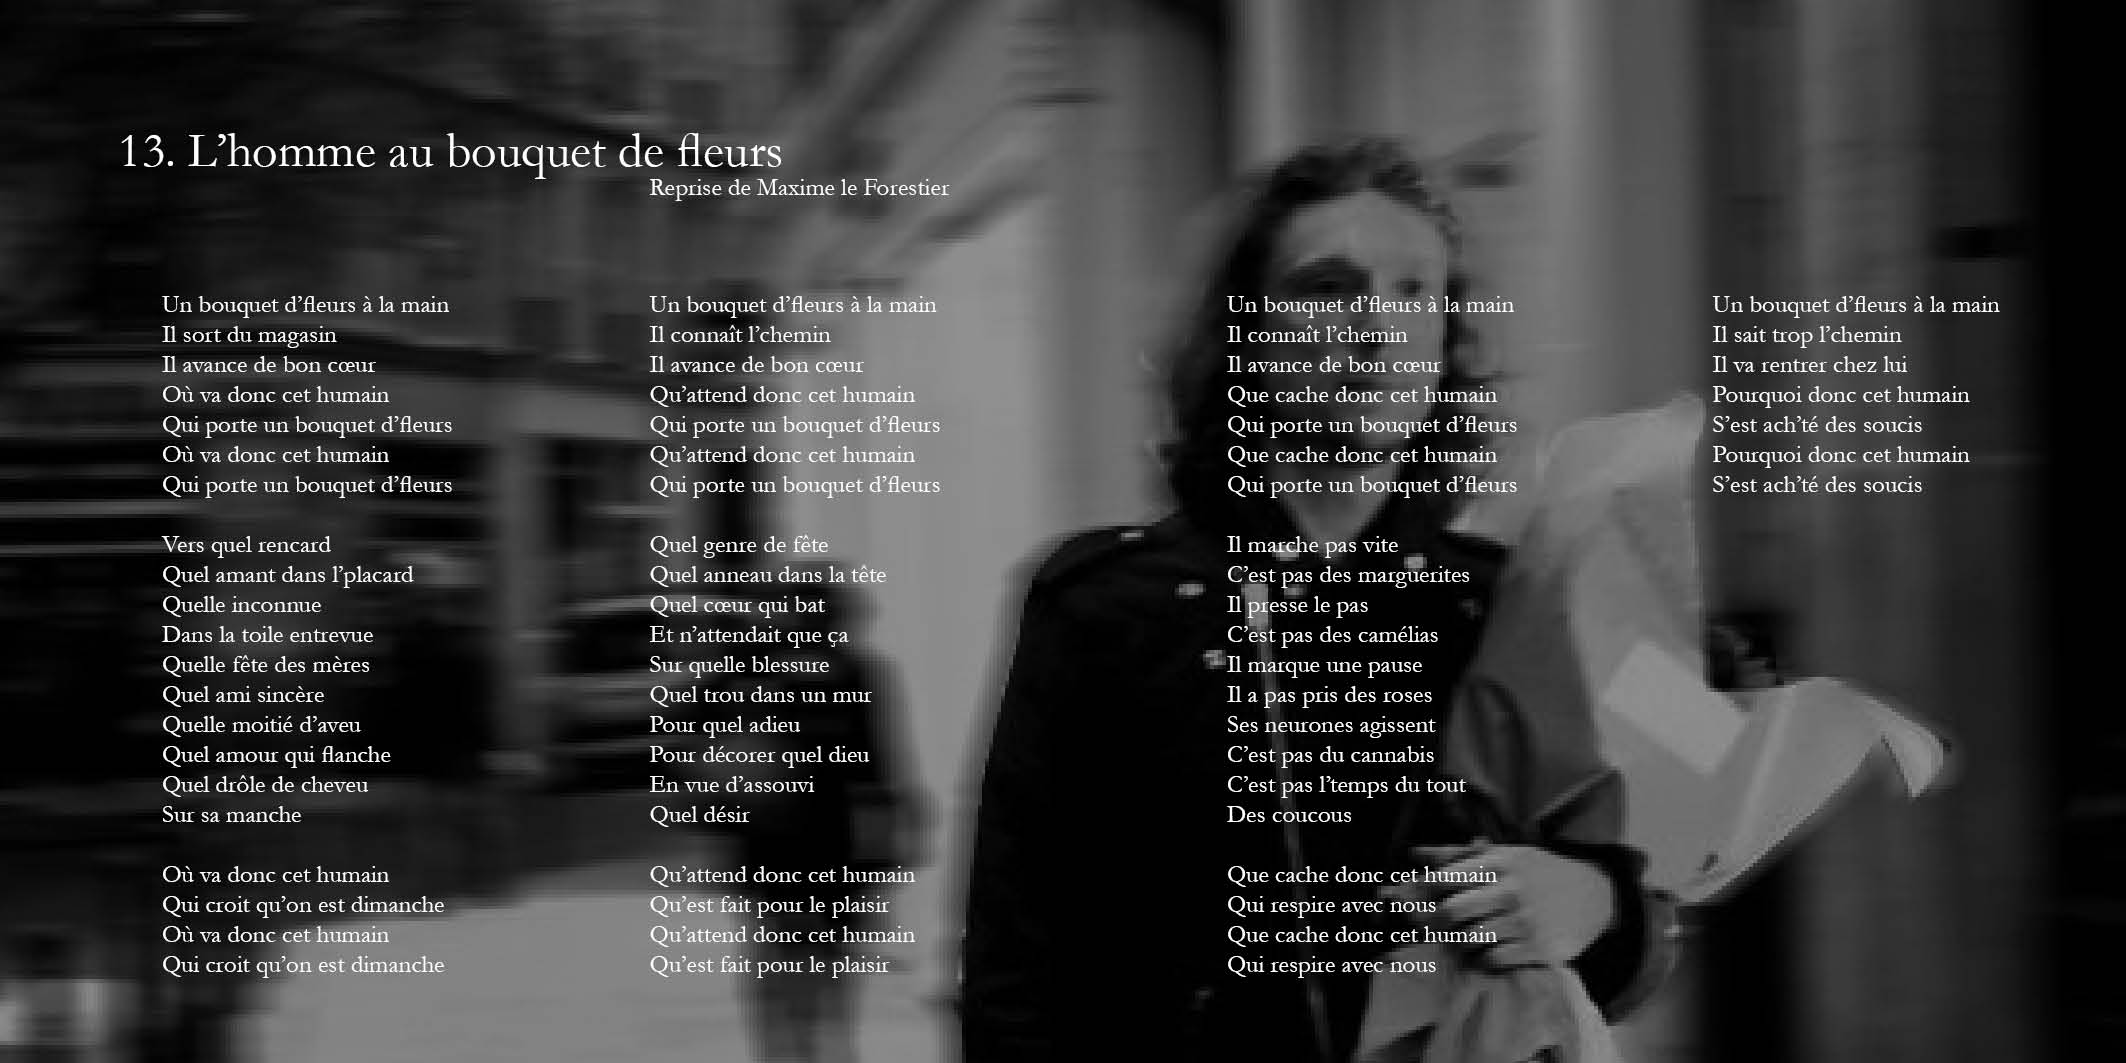 13. L’homme au bouquet de fleurs
Reprise de Maxime le Forestier
Un bouquet d’fleurs à la main
Il sort du magasin
Il avance de bon cœur
Où va donc cet humain
Qui porte un bouquet d’fleurs
Où va donc cet humain
Qui porte un bouquet d’fleurs
Vers quel rencard
Quel amant dans l’placard
Quelle inconnue
Dans la toile entrevue
Quelle fête des mères
Quel ami sincère
Quelle moitié d’aveu
Quel amour qui flanche
Quel drôle de cheveu
Sur sa manche
Où va donc cet humain
Qui croit qu’on est dimanche
Où va donc cet humain
Qui croit qu’on est dimanche
Un bouquet d’fleurs à la main
Il connaît l’chemin
Il avance de bon cœur
Qu’attend donc cet humain
Qui porte un bouquet d’fleurs
Qu’attend donc cet humain
Qui porte un bouquet d’fleurs
Quel genre de fête
Quel anneau dans la tête
Quel cœur qui bat
Et n’attendait que ça
Sur quelle blessure
Quel trou dans un mur
Pour quel adieu
Pour décorer quel dieu
En vue d’assouvi
Quel désir
Qu’attend donc cet humain
Qu’est fait pour le plaisir
Qu’attend donc cet humain
Qu’est fait pour le plaisir
Un bouquet d’fleurs à la main
Il connaît l’chemin
Il avance de bon cœur
Que cache donc cet humain
Qui porte un bouquet d’fleurs
Que cache donc cet humain
Qui porte un bouquet d’fleurs
Il marche pas vite
C’est pas des marguerites
Il presse le pas
C’est pas des camélias
Il marque une pause
Il a pas pris des roses
Ses neurones agissent
C’est pas du cannabis
C’est pas l’temps du tout
Des coucous
Que cache donc cet humain
Qui respire avec nous
Que cache donc cet humain
Qui respire avec nous
Un bouquet d’fleurs à la main
Il sait trop l’chemin
Il va rentrer chez lui
Pourquoi donc cet humain
S’est ach’té des soucis
Pourquoi donc cet humain
S’est ach’té des soucis